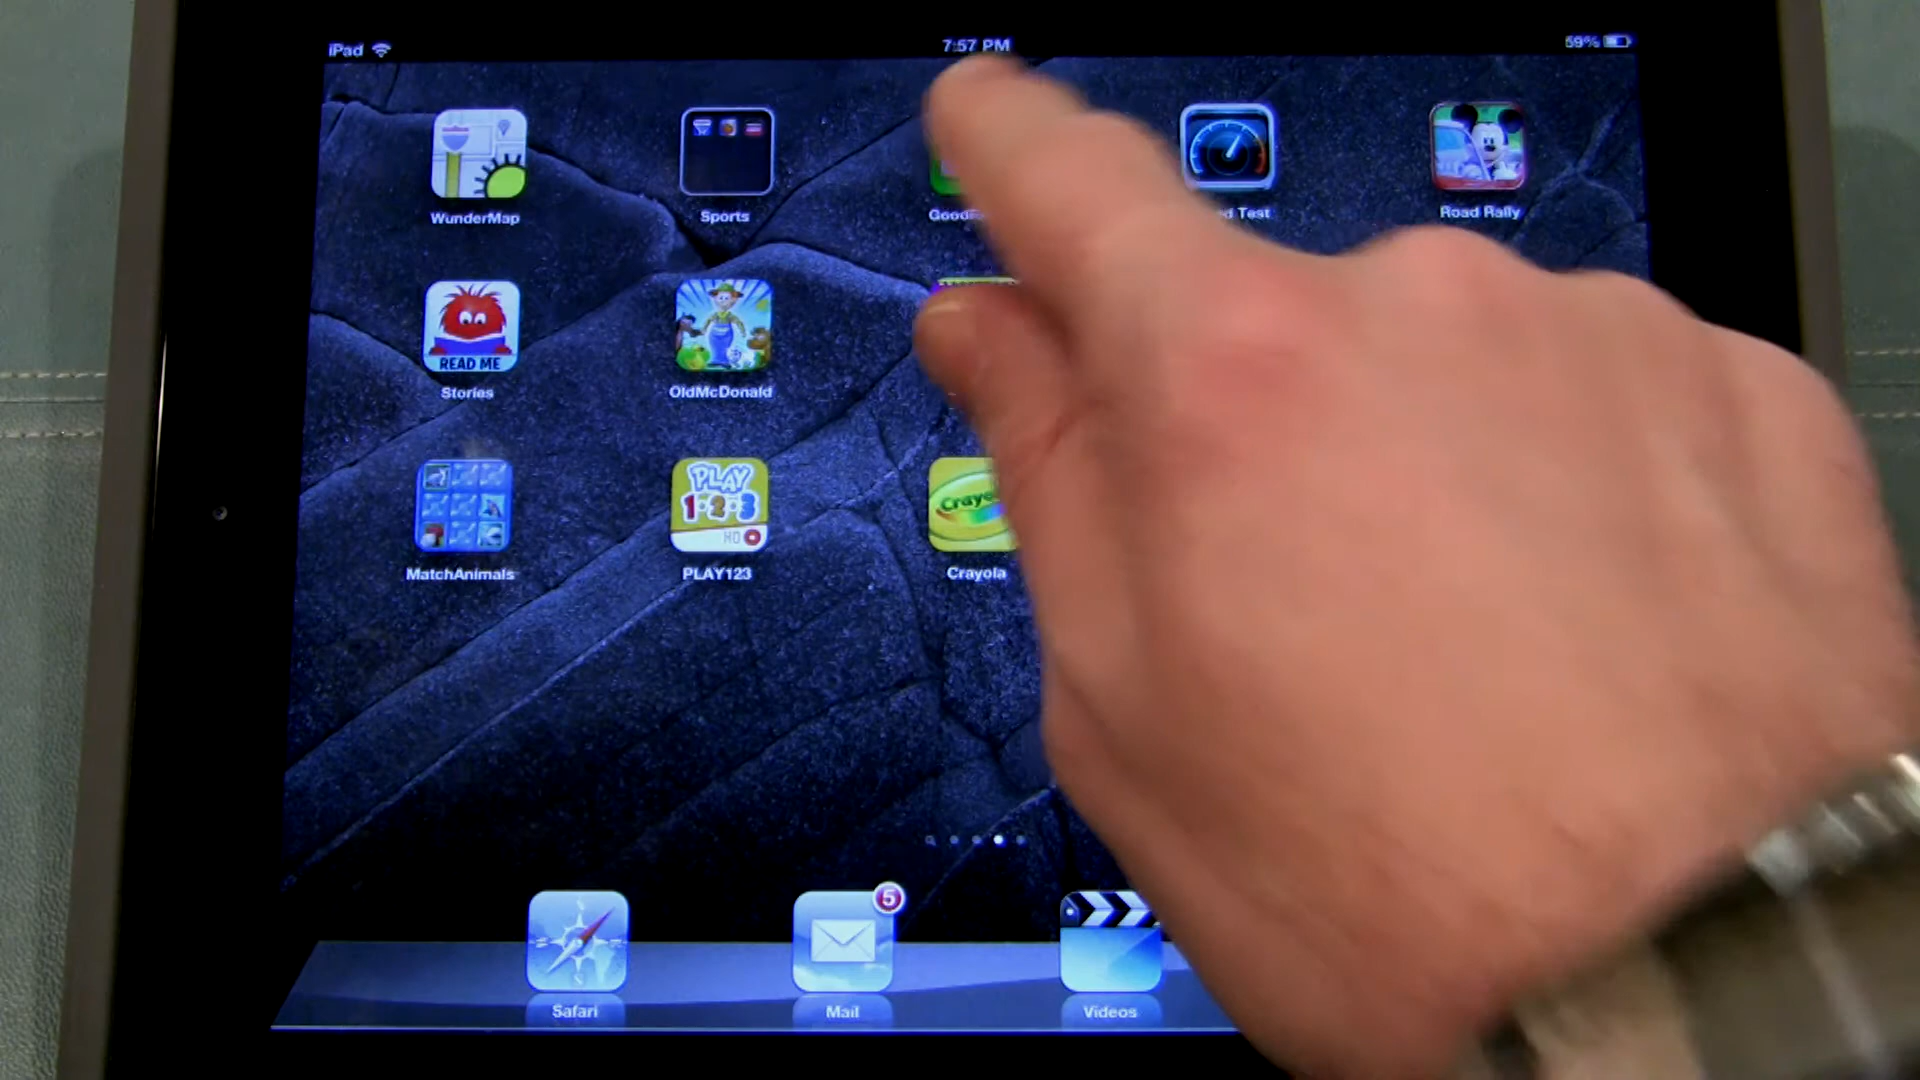 iPad
7:57 PM
59%
WunderMap
Sports
Test
Road Rally
READ ME
Stories
OldMcDonald
MatchAnimals
PLAY
1·2·3
HD
PLAY123
Crayola
5
Safari
Mail
Videos